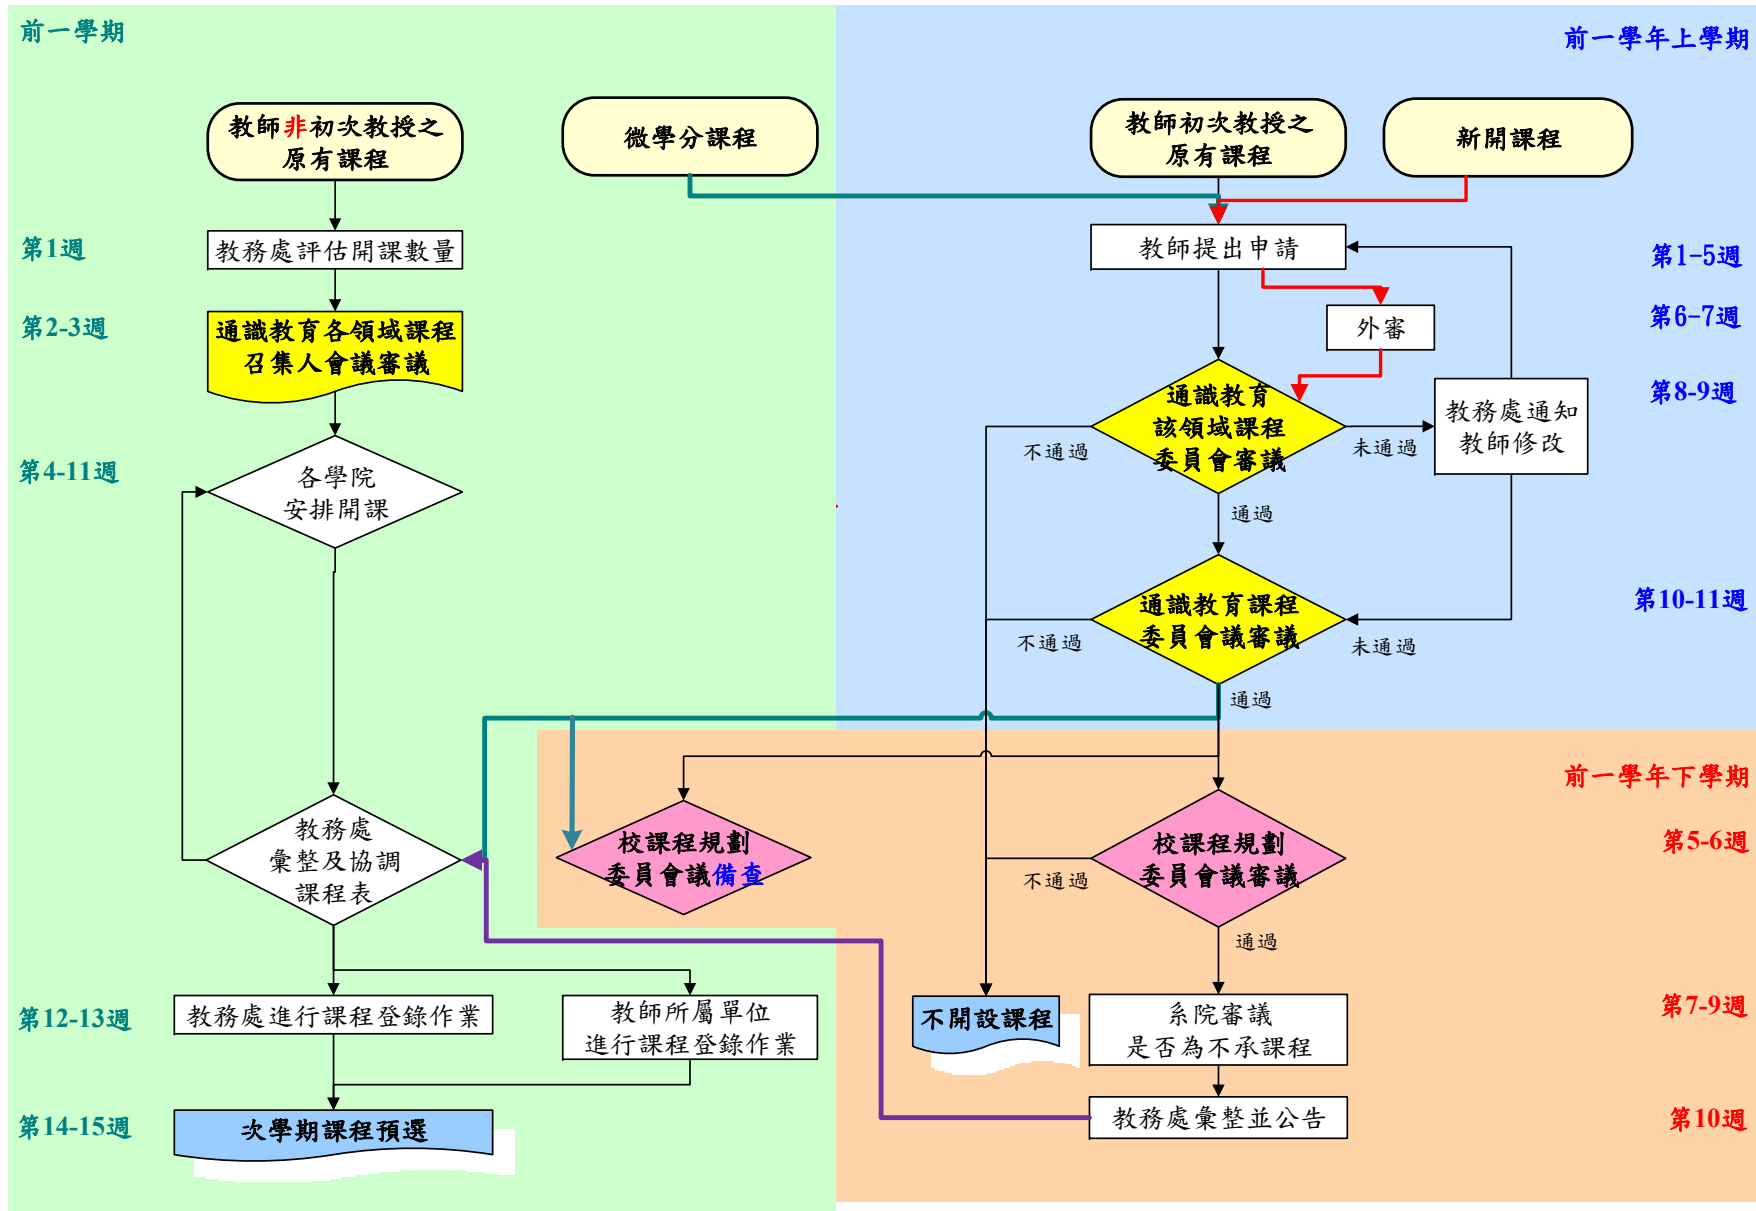 前一學期
前一學年上學期
教師非初次教授之
原有課程
微學分課程
教師初次教授之
原有課程
新開課程
第1週
教務處評估開課數量
教師提出申請
第1-5週
第2-3週
通識教育各領域課程
召集人會議審議
外審
第6-7週
通識教育
該領域課程
委員會審議
不通過
未通過
教務處通知
教師修改
第8-9週
第4-11週
各學院
安排開課
通過
通識教育課程
委員會議審議
不通過
未通過
第10-11週
通過
前一學年下學期
教務處
彙整及協調
課程表
校課程規劃
委員會議備查
校課程規劃
委員會議審議
不通過
第5-6週
通過
第12-13週
教務處進行課程登錄作業
教師所屬單位
進行課程登錄作業
不開設課程
系院審議
是否為不承課程
第7-9週
第14-15週
次學期課程預選
教務處彙整並公告
第10週